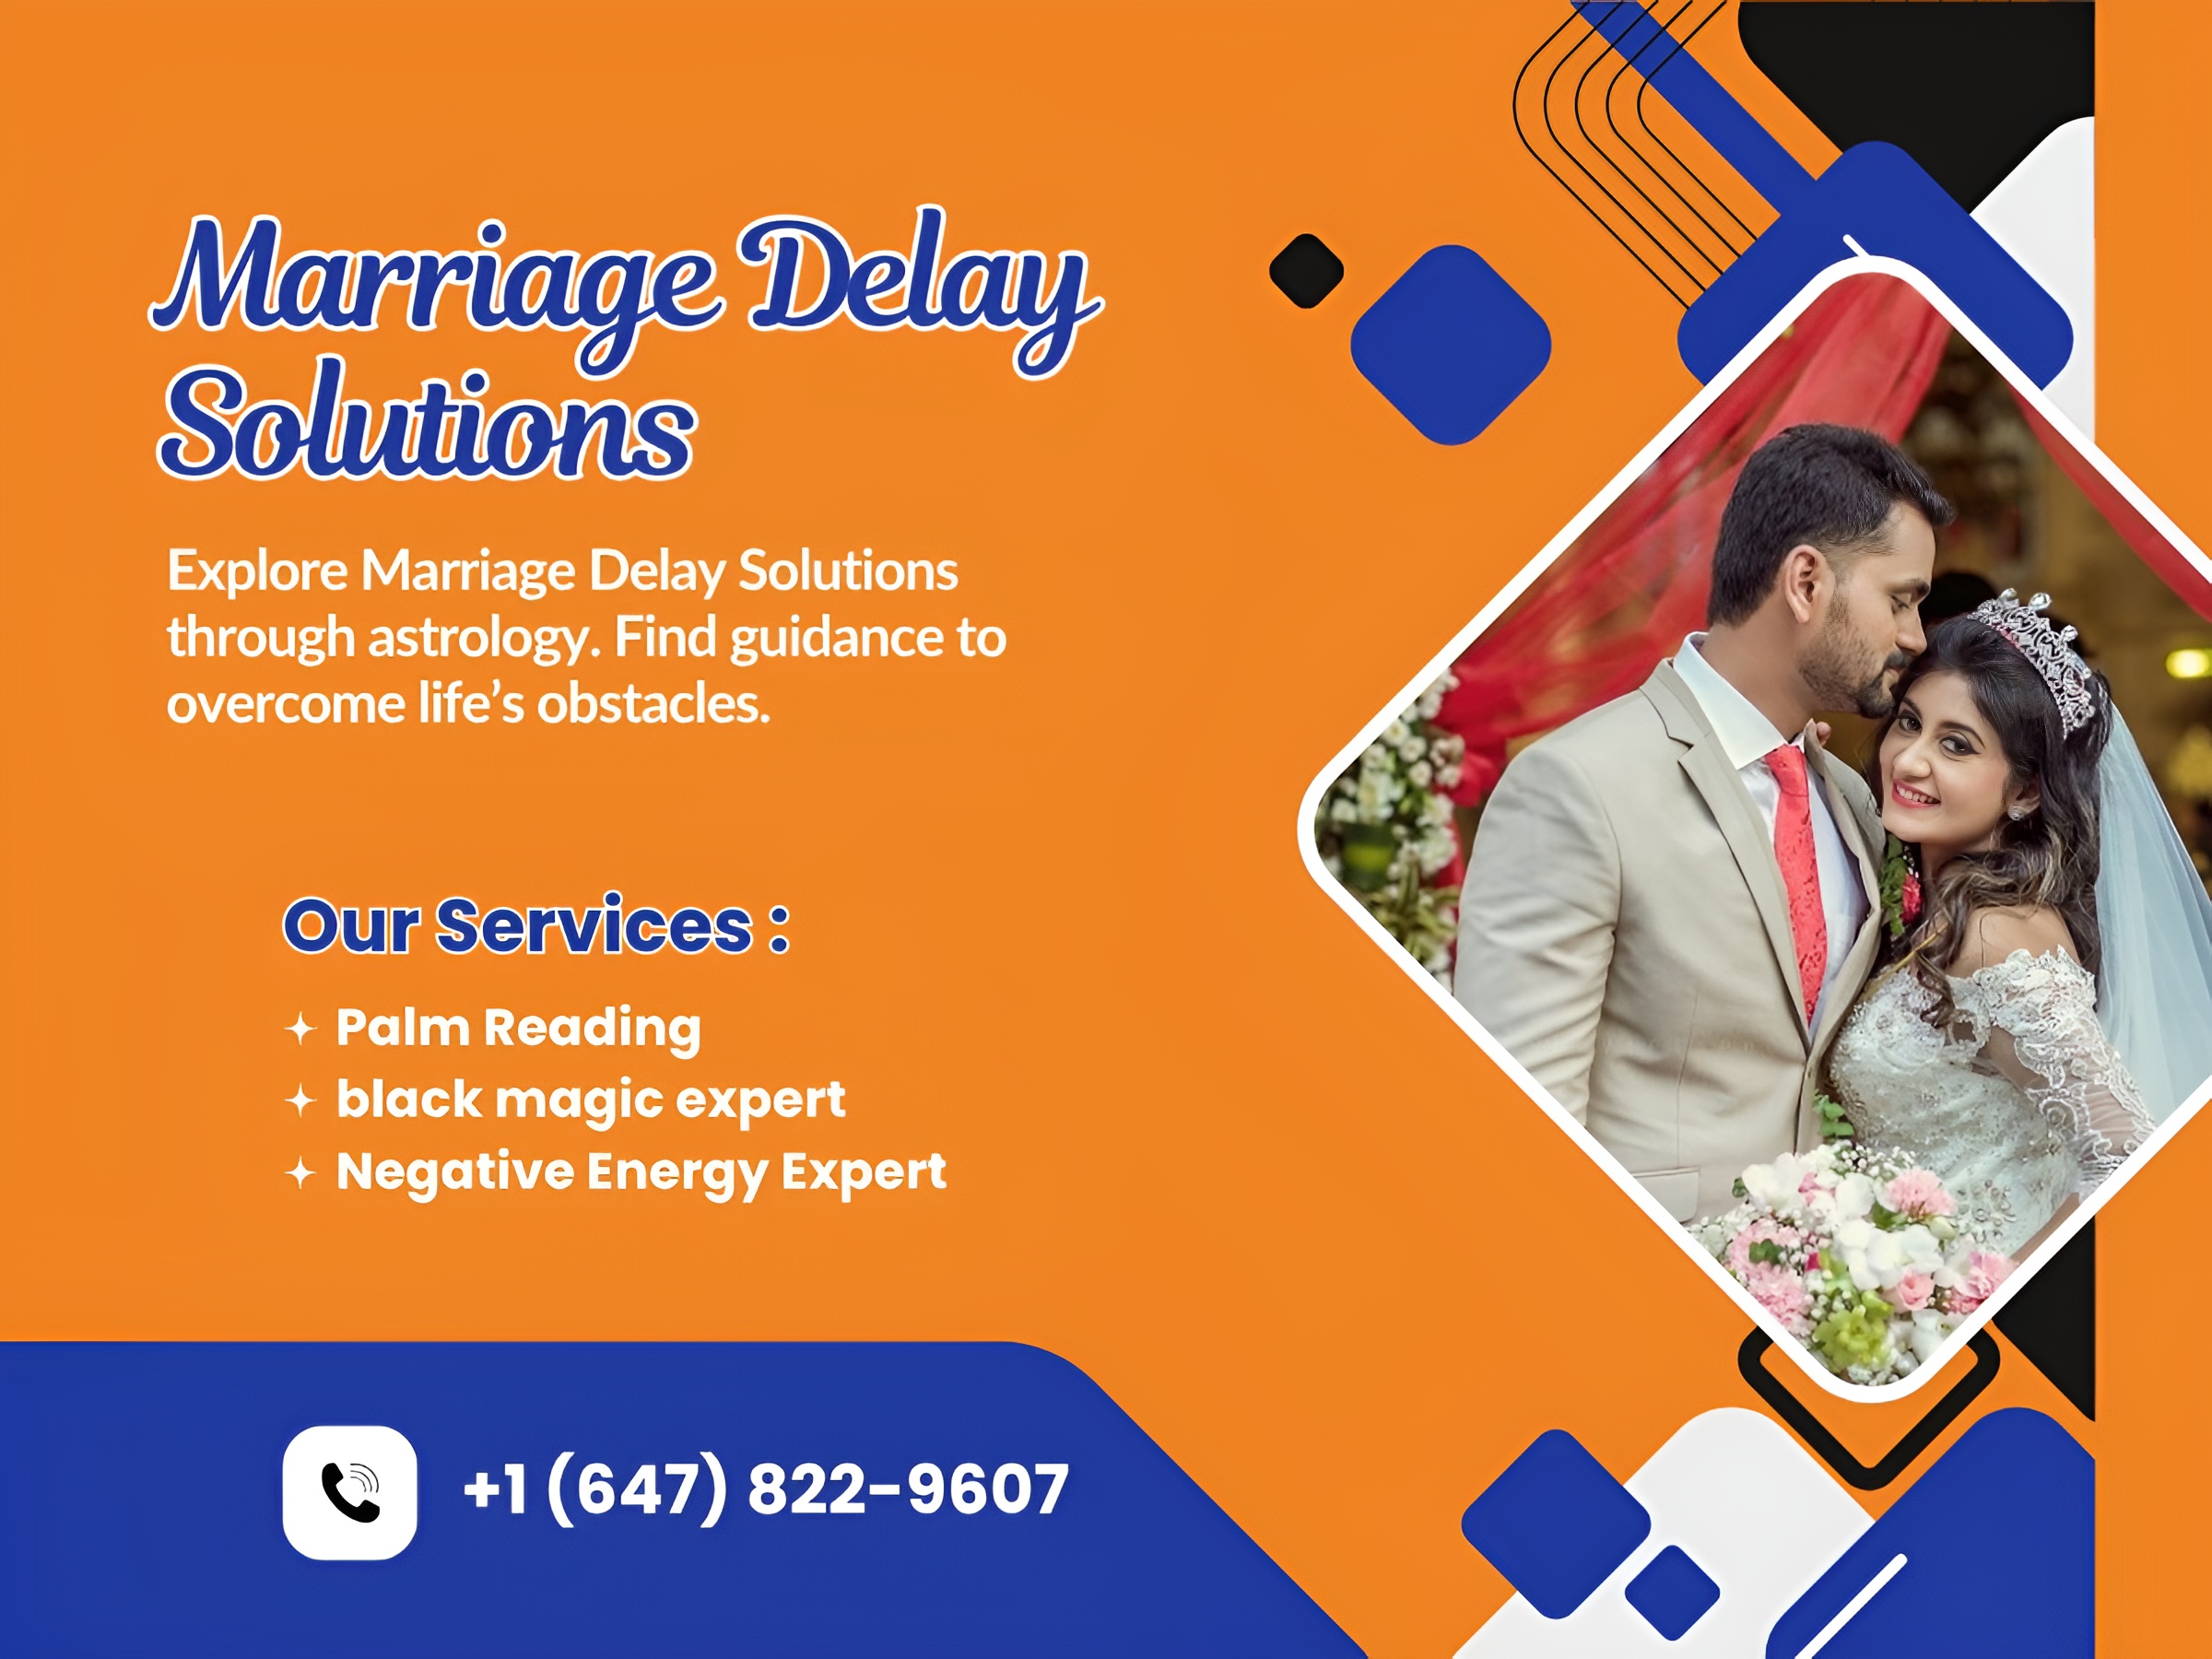 Marriage Delay
Solutions
Explore Marriage Delay Solutions
through astrology. Find guidance to
overcome life’s obstacles.
Our Services :
Palm Reading
black magic expert
Negative Energy Expert
+1 (647) 822-9607